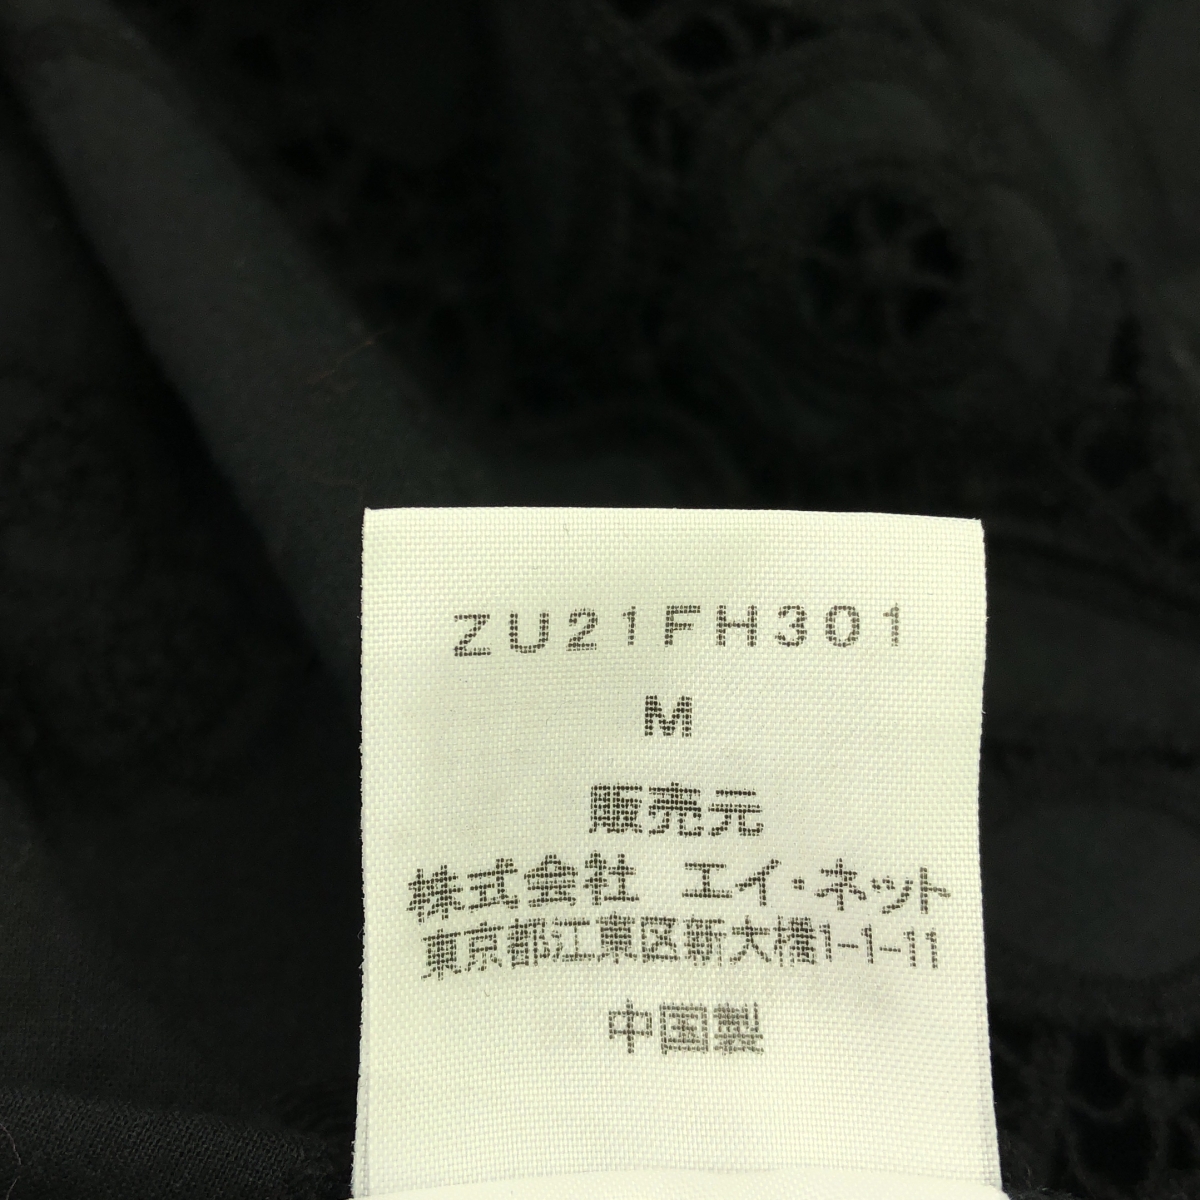 ZU21FH301
M
販売元
株式会社 エイ・ネット
東京都江東区新大橋1-1-11
中国製